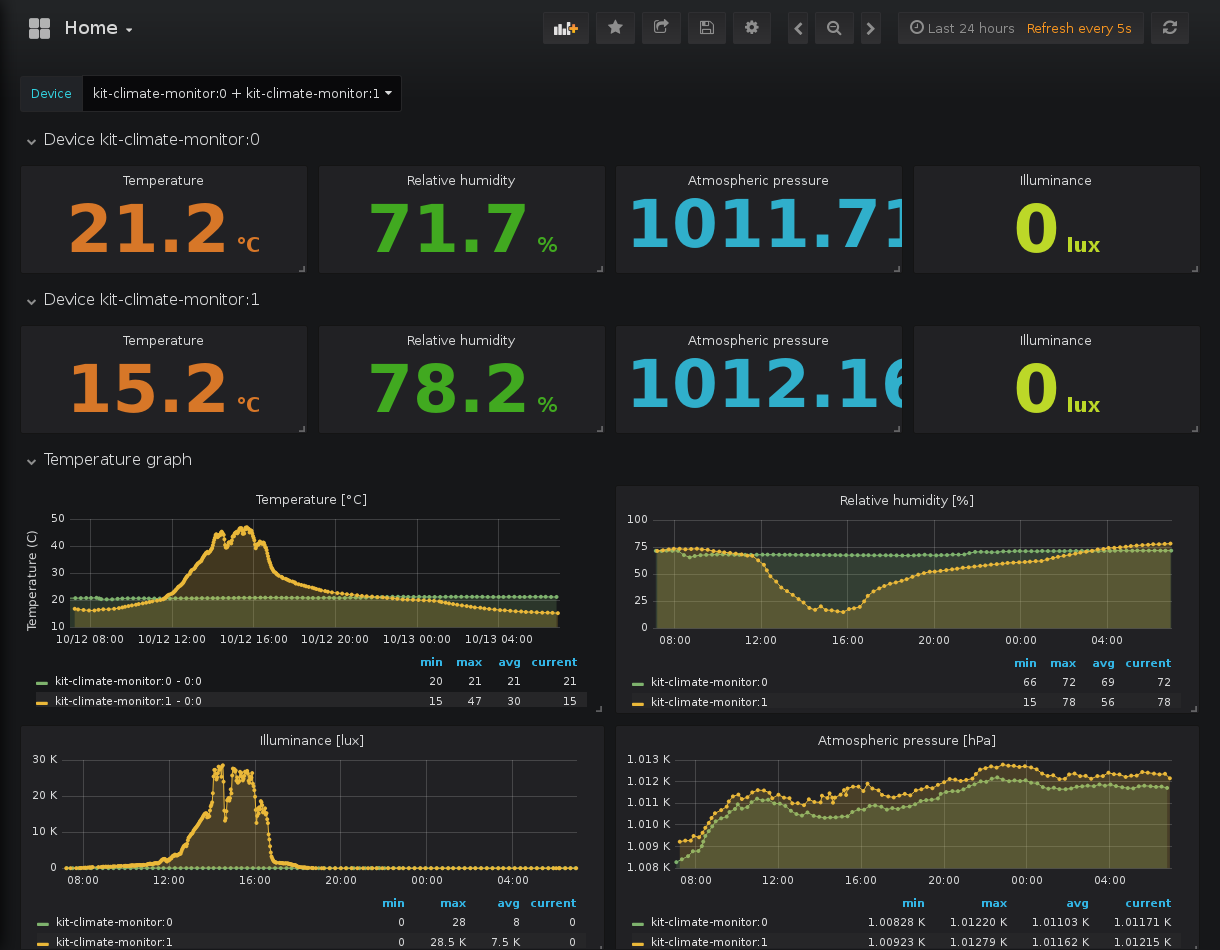 Home
Last 24 hours Refresh every 5s
Device kit-climate-monitor:0 + kit-climate-monitor:1
Device kit-climate-monitor:0
Temperature Relative humidity Atmospheric pressure Illuminance
21.2 °C 71.7 % 1011.71 0 lux
Device kit-climate-monitor:1
Temperature Relative humidity Atmospheric pressure Illuminance
15.2 °C 78.2 % 1012.16 0 lux
Temperature graph
Temperature [°C]
Temperature (C)
50
40
30
20
10
10/12 08:00 10/12 12:00 10/12 16:00 10/12 20:00 10/13 00:00 10/13 04:00
min max avg current
kit-climate-monitor:0 - 0:0 20 21 21 21
kit-climate-monitor:1 - 0:0 15 47 30 15
Relative humidity [%]
100
75
50
25
0
08:00 12:00 16:00 20:00 00:00 04:00
min max avg current
kit-climate-monitor:0 66 72 69 72
kit-climate-monitor:1 15 78 56 78
Illuminance [lux]
30 K
20 K
10 K
0
08:00 12:00 16:00 20:00 00:00 04:00
min max avg current
kit-climate-monitor:0 0 28 8 0
kit-climate-monitor:1 0 28.5 K 7.5 K 0
Atmospheric pressure [hPa]
1.013 K
1.012 K
1.011 K
1.010 K
1.009 K
1.008 K
08:00 12:00 16:00 20:00 00:00 04:00
min max avg current
kit-climate-monitor:0 1.00828 K 1.01220 K 1.01103 K 1.01171 K
kit-climate-monitor:1 1.00923 K 1.01279 K 1.01162 K 1.01215 K